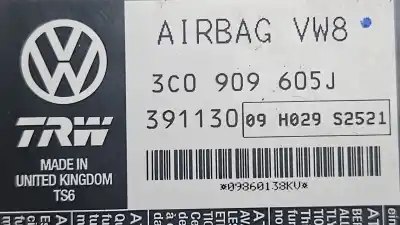 AIRBAG VW8
3C0 909 605J
391130 09 H029 S2521
TRW
MADE IN
UNITED KINGDOM
TS6
*09860138KV*